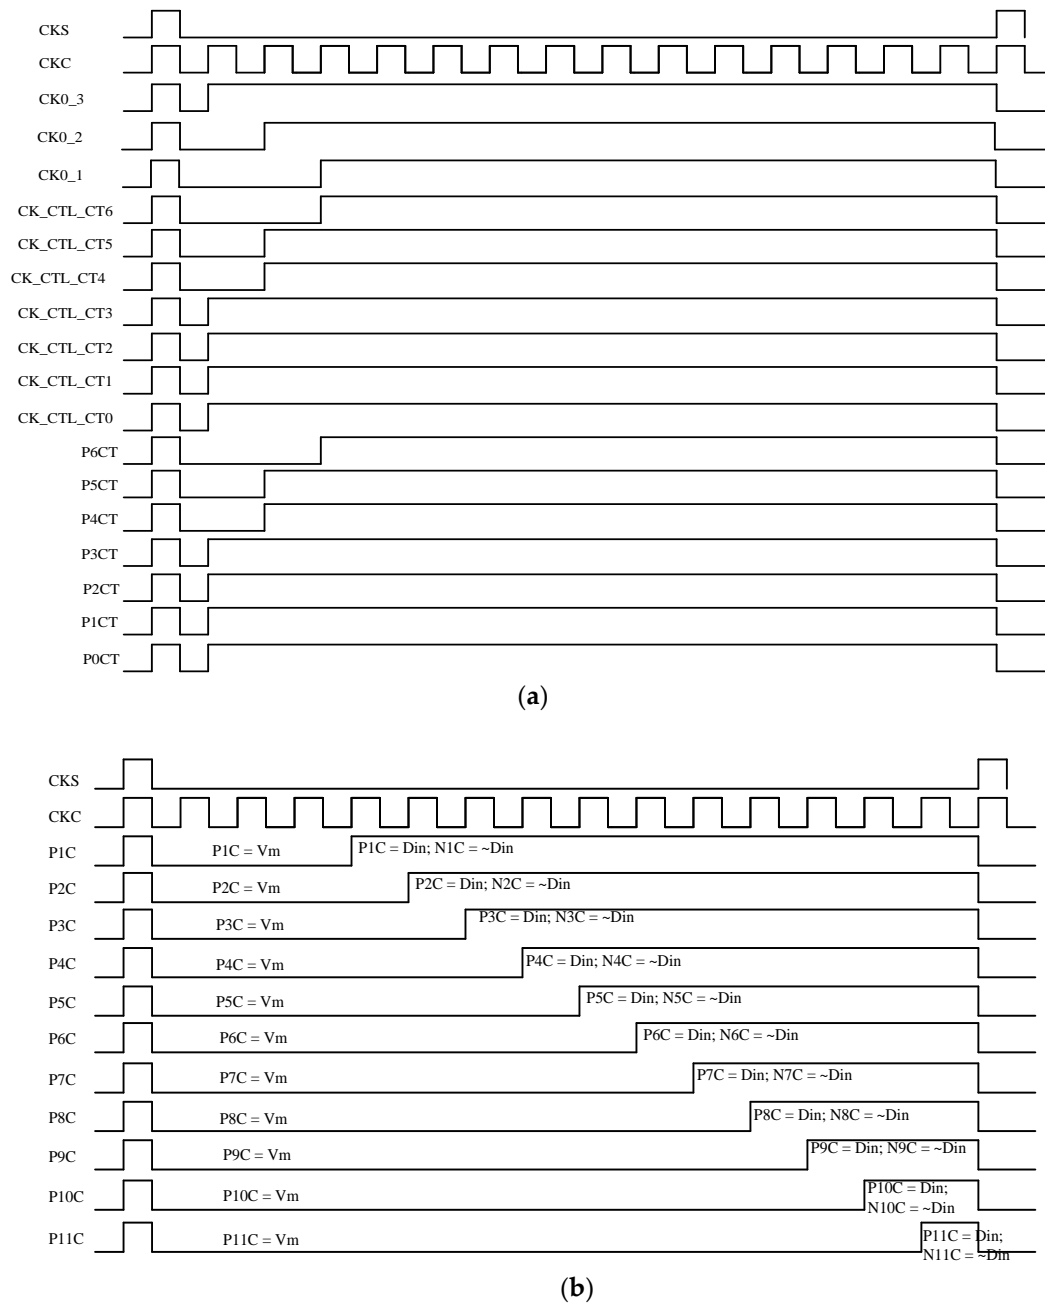 CKS
CKC
CK0_3
CK0_2
CK0_1
CK_CTL_CT6
CK_CTL_CT5
CK_CTL_CT4
CK_CTL_CT3
CK_CTL_CT2
CK_CTL_CT1
CK_CTL_CT0
P6CT
P5CT
P4CT
P3CT
P2CT
P1CT
P0CT
(a)
CKS
CKC
P1C P1C = Vm P1C = Din; N1C = ~Din
P2C P2C = Vm P2C = Din; N2C = ~Din
P3C P3C = Vm P3C = Din; N3C = ~Din
P4C P4C = Vm P4C = Din; N4C = ~Din
P5C P5C = Vm P5C = Din; N5C = ~Din
P6C P6C = Vm P6C = Din; N6C = ~Din
P7C P7C = Vm P7C = Din; N7C = ~Din
P8C P8C = Vm P8C = Din; N8C = ~Din
P9C P9C = Vm P9C = Din; N9C = ~Din
P10C P10C = Vm P10C = Din;
N10C = ~Din
P11C P11C = Vm P11C = Din;
N11C = ~Din
(b)